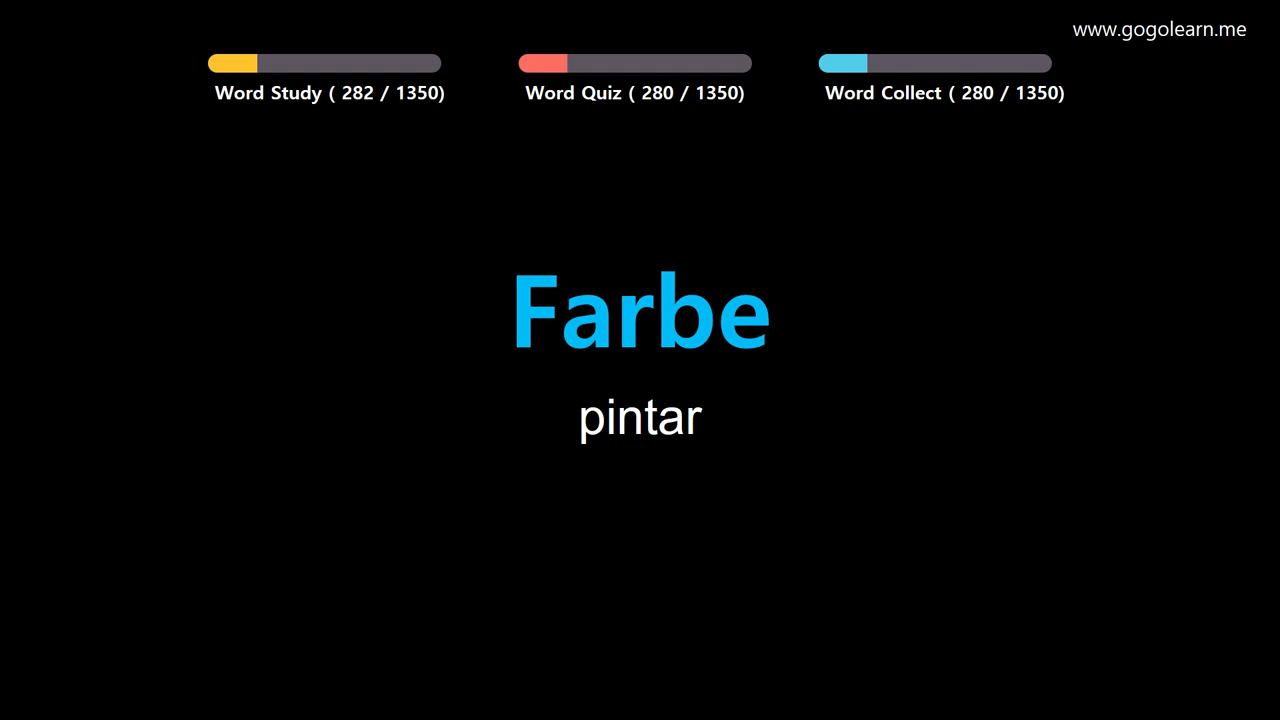 www.gogolearn.me
Word Study ( 282 / 1350)
Word Quiz ( 280 / 1350)
Word Collect ( 280 / 1350)
Farbe
pintar